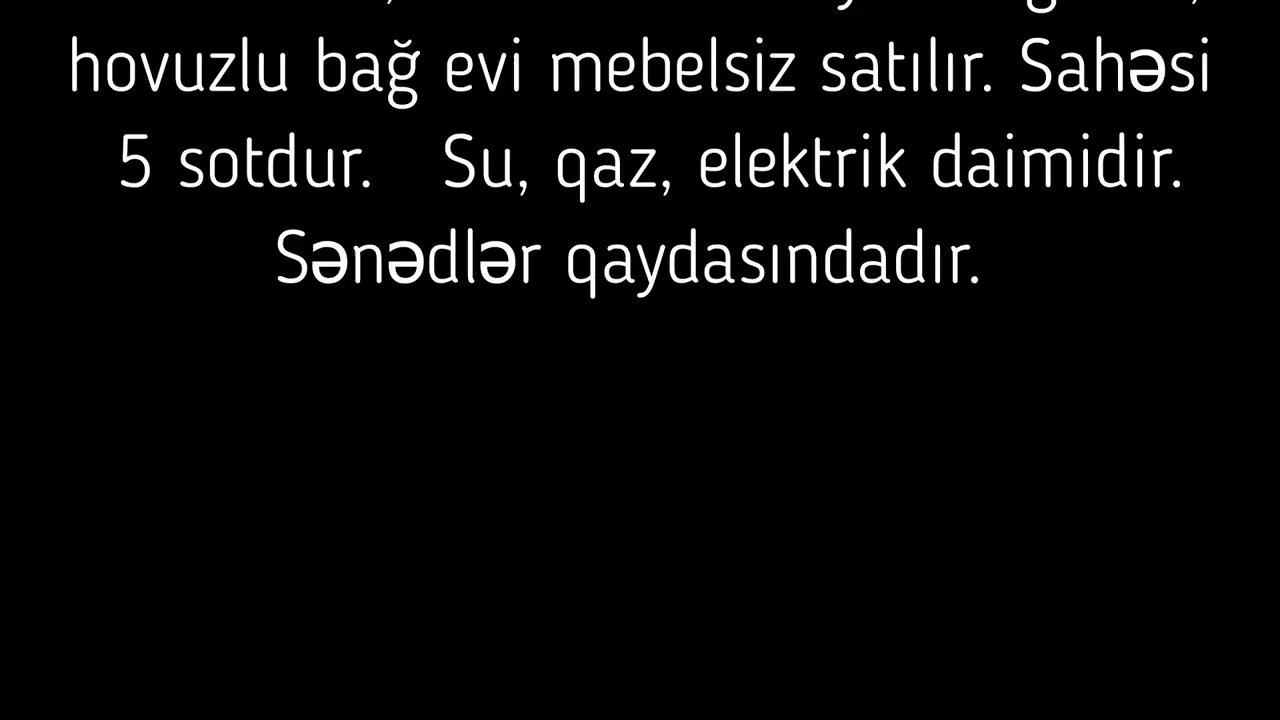 hovuzlu bağ evi mebelsiz satılır. Sahəsi
5 sotdur. Su, qaz, elektrik daimidir.
Sənədlər qaydasındadır.